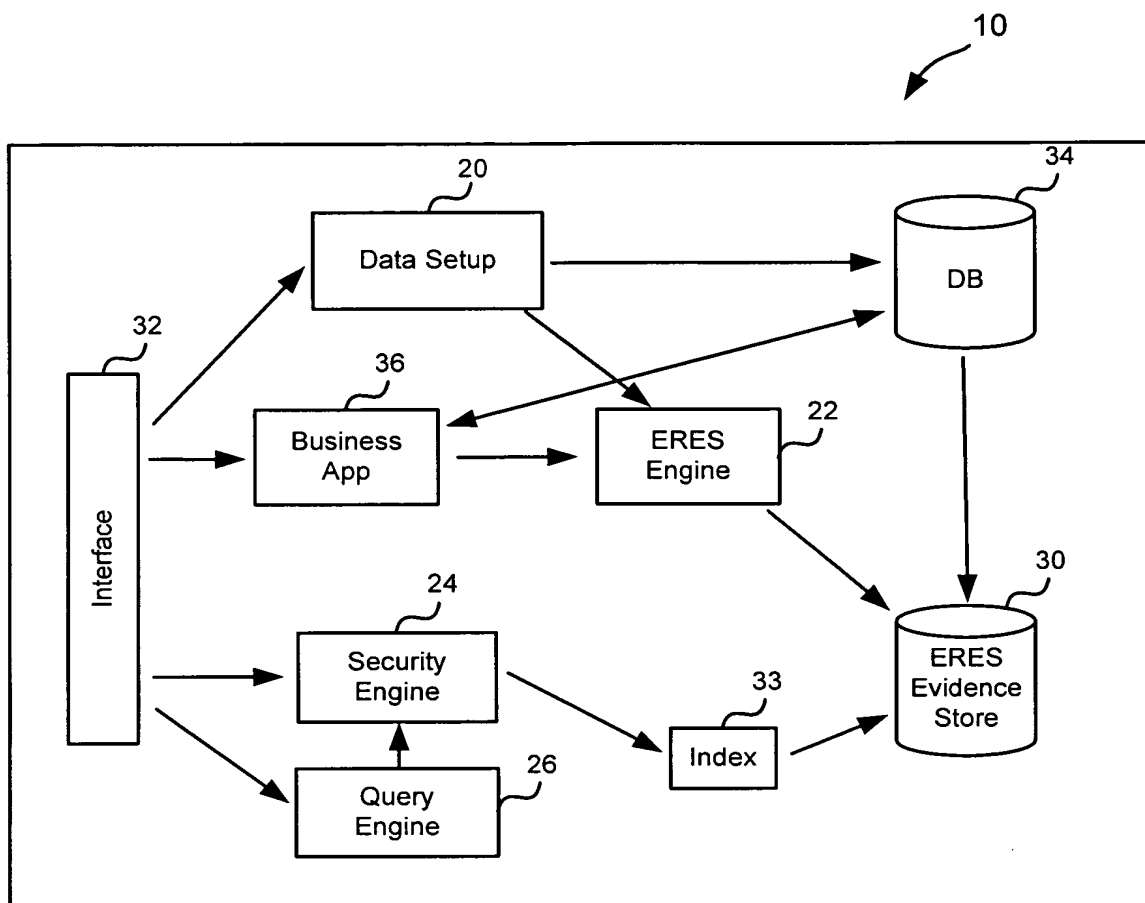 10
20
34
Data Setup
DB
32
36
22
Business
App
ERES
Engine
Interface
24
30
Security
Engine
33
ERES
Evidence
Store
Index
26
Query
Engine